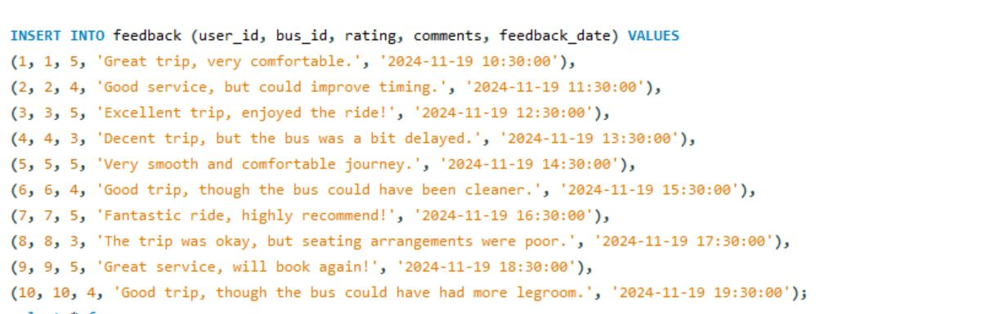 INSERT INTO feedback (user_id, bus_id, rating, comments, feedback_date) VALUES
(1, 1, 5, 'Great trip, very comfortable.', '2024-11-19 10:30:00'),
(2, 2, 4, 'Good service, but could improve timing.', '2024-11-19 11:30:00'),
(3, 3, 5, 'Excellent trip, enjoyed the ride!', '2024-11-19 12:30:00'),
(4, 4, 3, 'Decent trip, but the bus was a bit delayed.', '2024-11-19 13:30:00'),
(5, 5, 5, 'Very smooth and comfortable journey.', '2024-11-19 14:30:00'),
(6, 6, 4, 'Good trip, though the bus could have been cleaner.', '2024-11-19 15:30:00'),
(7, 7, 5, 'Fantastic ride, highly recommend!', '2024-11-19 16:30:00'),
(8, 8, 3, 'The trip was okay, but seating arrangements were poor.', '2024-11-19 17:30:00'),
(9, 9, 5, 'Great service, will book again!', '2024-11-19 18:30:00'),
(10, 10, 4, 'Good trip, though the bus could have had more legroom.', '2024-11-19 19:30:00');